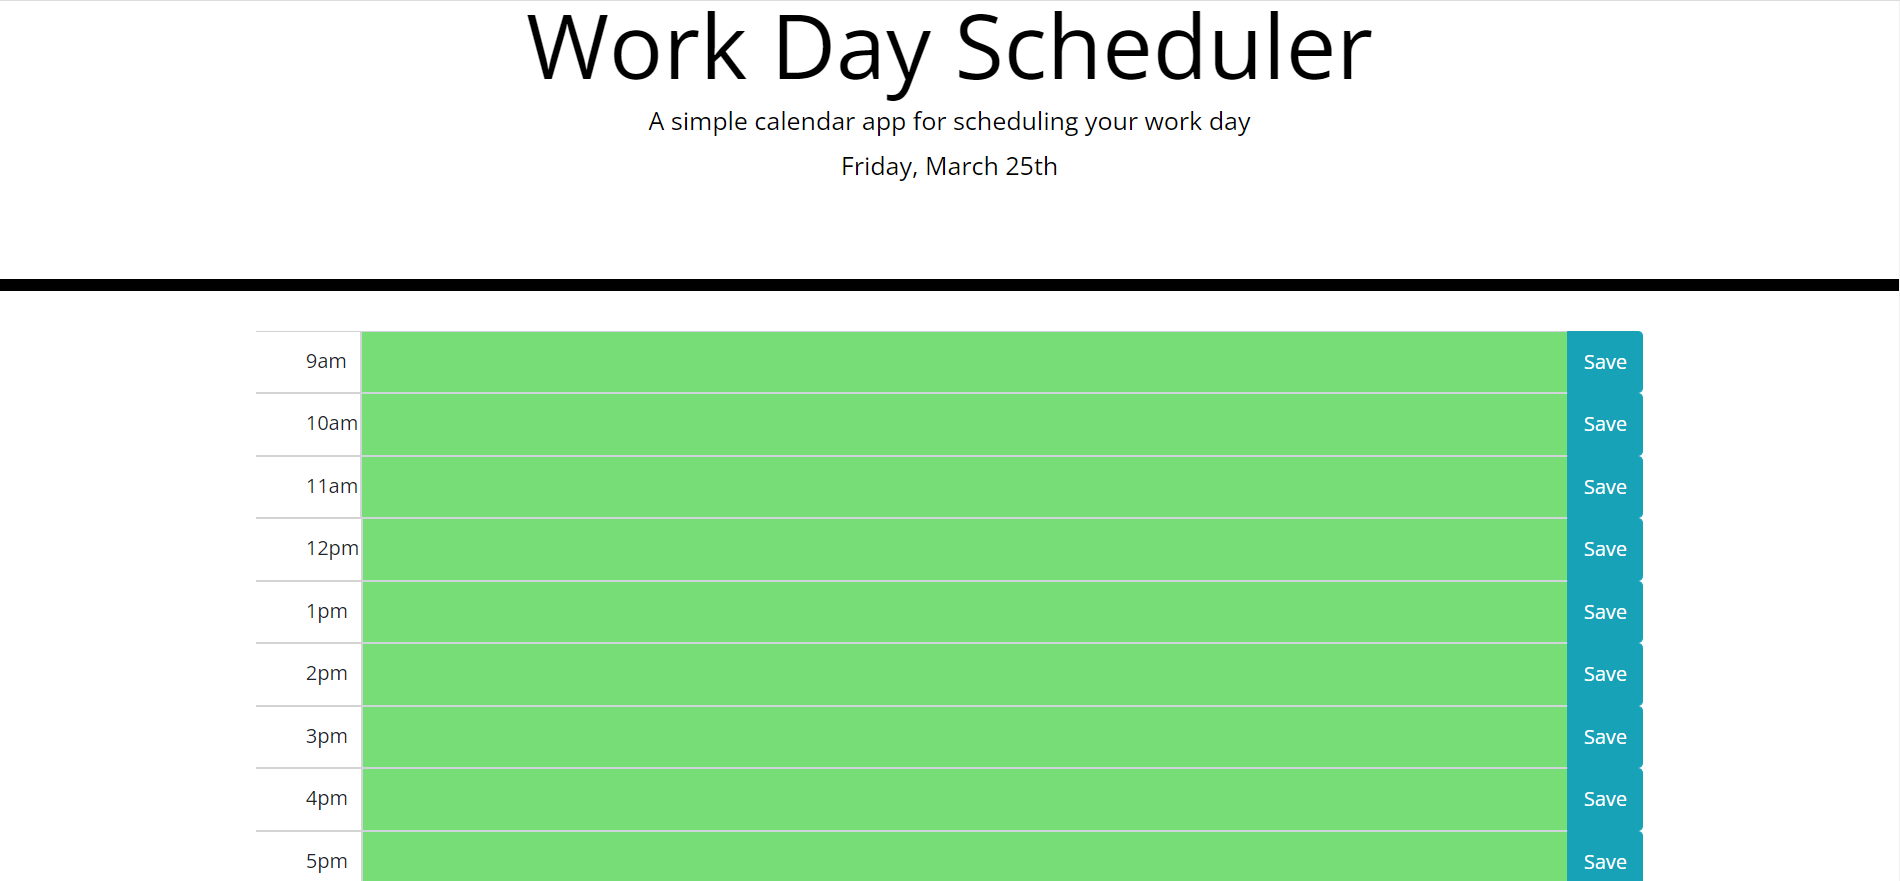 Work Day Scheduler
A simple calendar app for scheduling your work day
Friday, March 25th
9am Save
10am Save
11am Save
12pm Save
1pm Save
2pm Save
3pm Save
4pm Save
5pm Save